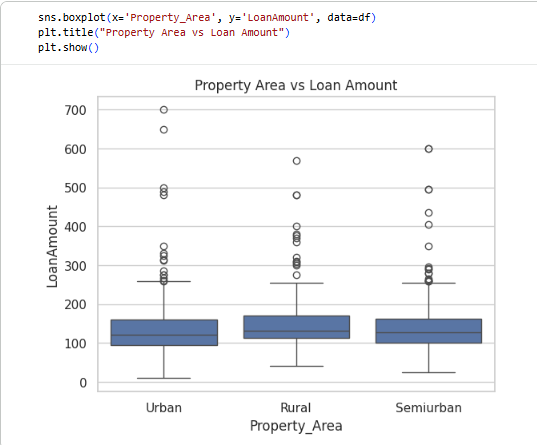 sns.boxplot(x='Property_Area', y='LoanAmount', data=df)
plt.title("Property Area vs Loan Amount")
plt.show()
Property Area vs Loan Amount
700
600
500
400
300
200
100
0
LoanAmount
Urban Rural Semiurban
Property_Area